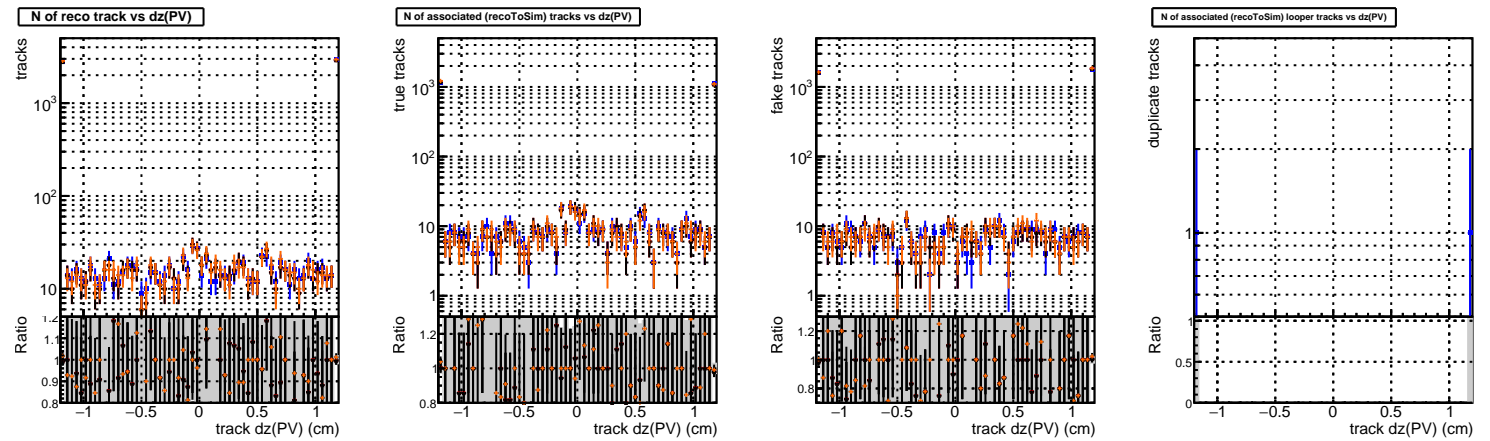 N of reco track vs dz(PV)
tracks
10³
10²
10
Ratio
1.2
1.1
1
0.9
0.8
−1 −0.5 0 0.5 1
track dz(PV) (cm)
N of associated (recoToSim) tracks vs dz(PV)
true tracks
10³
10²
10
1
Ratio
1.2
1
0.8
−1 −0.5 0 0.5 1
track dz(PV) (cm)
fake tracks
10³
10²
10
1
Ratio
1.2
1
0.8
−1 −0.5 0 0.5 1
track dz(PV) (cm)
N of associated (recoToSim) looper tracks vs dz(PV)
duplicate tracks
1
Ratio
1
0.5
0
−1 −0.5 0 0.5 1
track dz(PV) (cm)